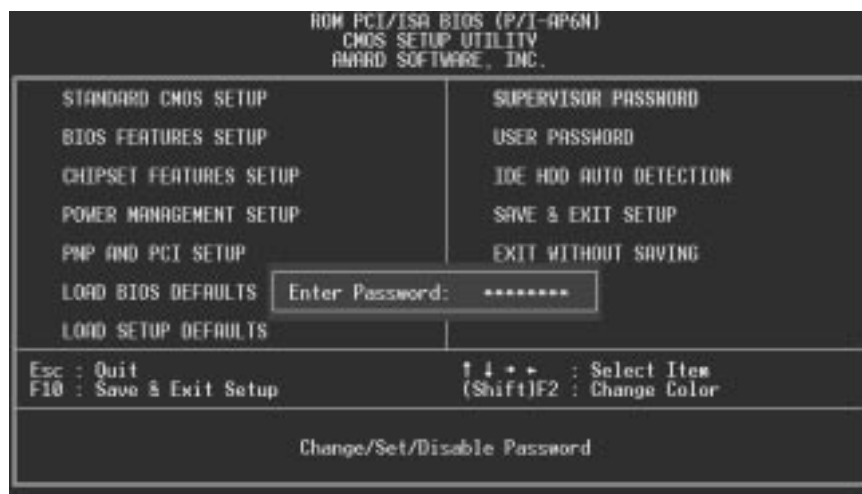 ROM PCI/ISA BIOS (P/I-AP6N)
CMOS SETUP UTILITY
AWARD SOFTWARE, INC.
STANDARD CMOS SETUP
BIOS FEATURES SETUP
CHIPSET FEATURES SETUP
POWER MANAGEMENT SETUP
PNP AND PCI SETUP
LOAD BIOS DEFAULTS
LOAD SETUP DEFAULTS
SUPERVISOR PASSWORD
USER PASSWORD
IDE HDD AUTO DETECTION
SAVE & EXIT SETUP
EXIT WITHOUT SAVING
Enter Password: ********
Esc : Quit
F10 : Save & Exit Setup
↑ ↓ → ← : Select Item
(Shift)F2 : Change Color
Change/Set/Disable Password